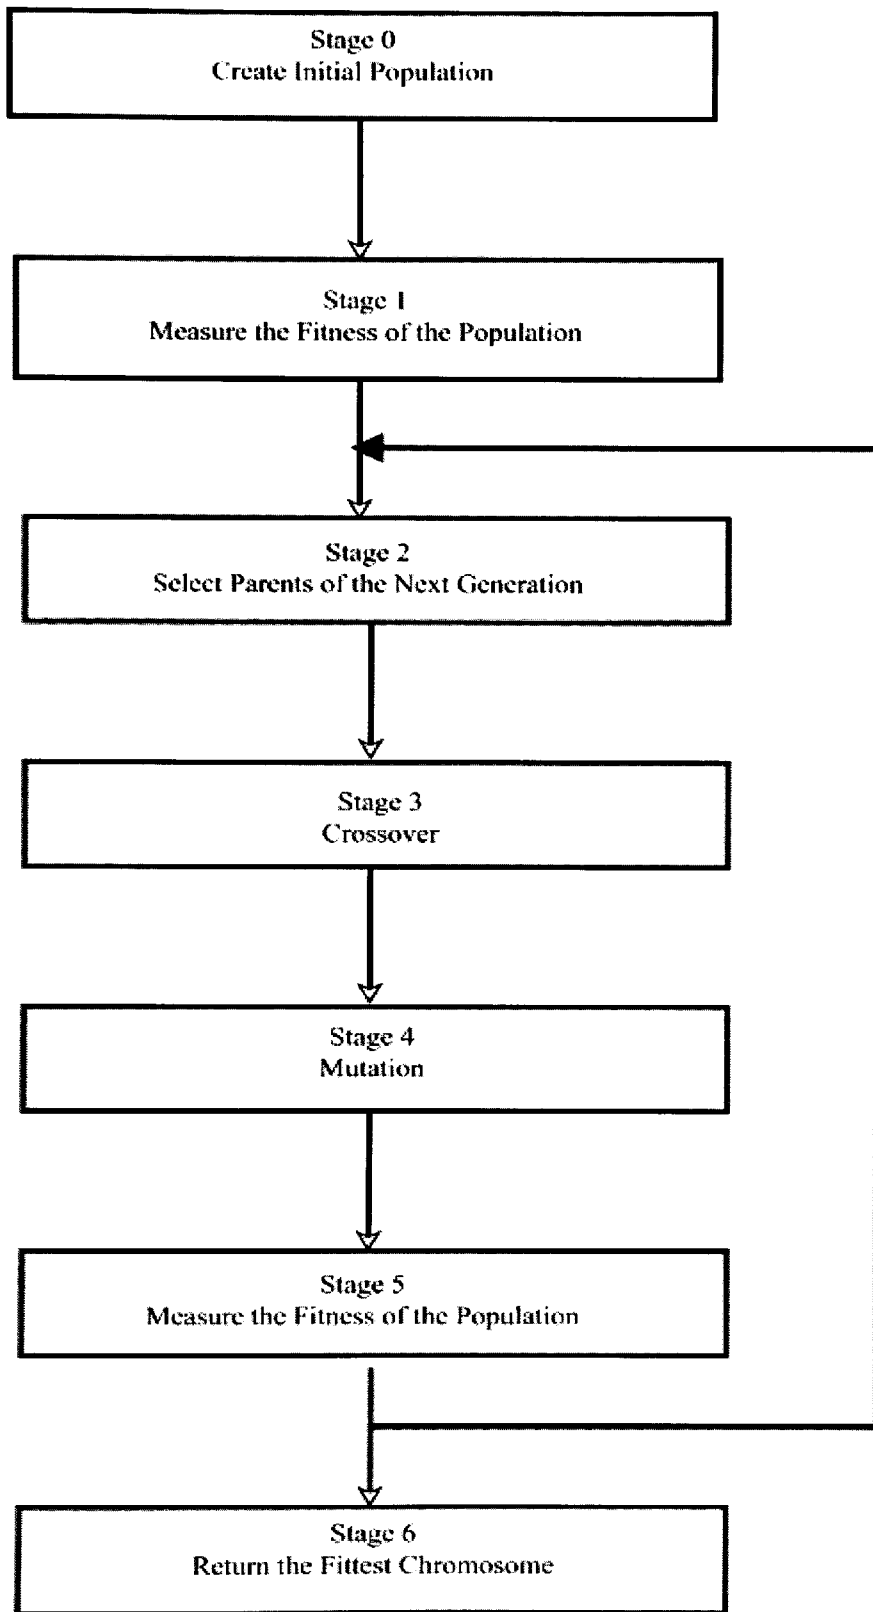 Stage 0
Create Initial Population
Stage 1
Measure the Fitness of the Population
Stage 2
Select Parents of the Next Generation
Stage 3
Crossover
Stage 4
Mutation
Stage 5
Measure the Fitness of the Population
Stage 6
Return the Fittest Chromosome